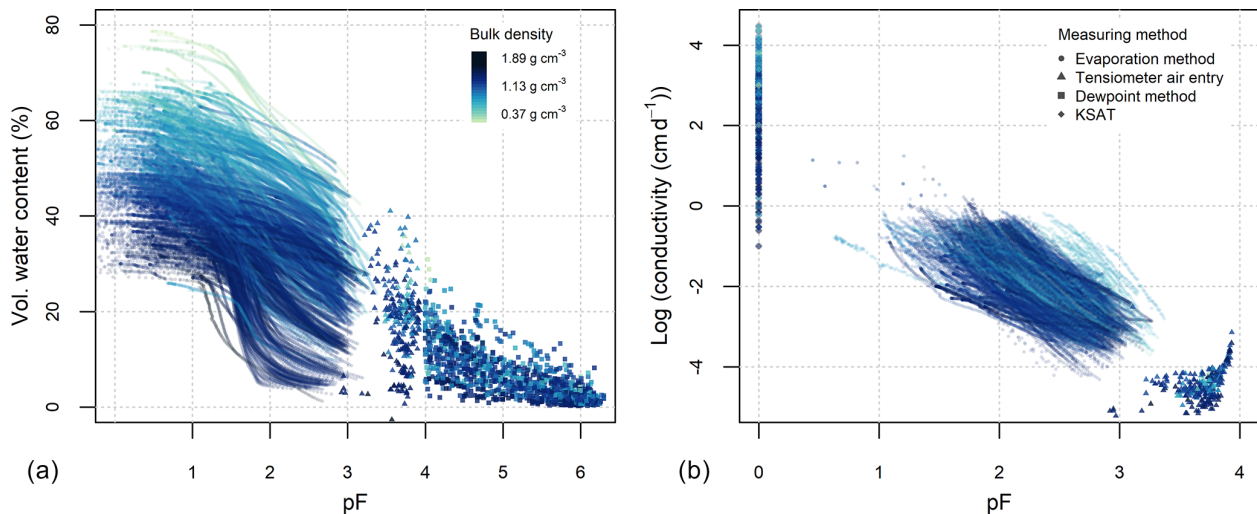 80
60
40
20
0
Vol. water content (%)
Bulk density
1.89 g cm⁻³
1.13 g cm⁻³
0.37 g cm⁻³
1 2 3 4 5 6
pF
(a)
4
2
0
2
4
Log (conductivity (cm d⁻¹))
Measuring method
Evaporation method
Tensiometer air entry
Dewpoint method
KSAT
0 1 2 3 4
pF
(b)